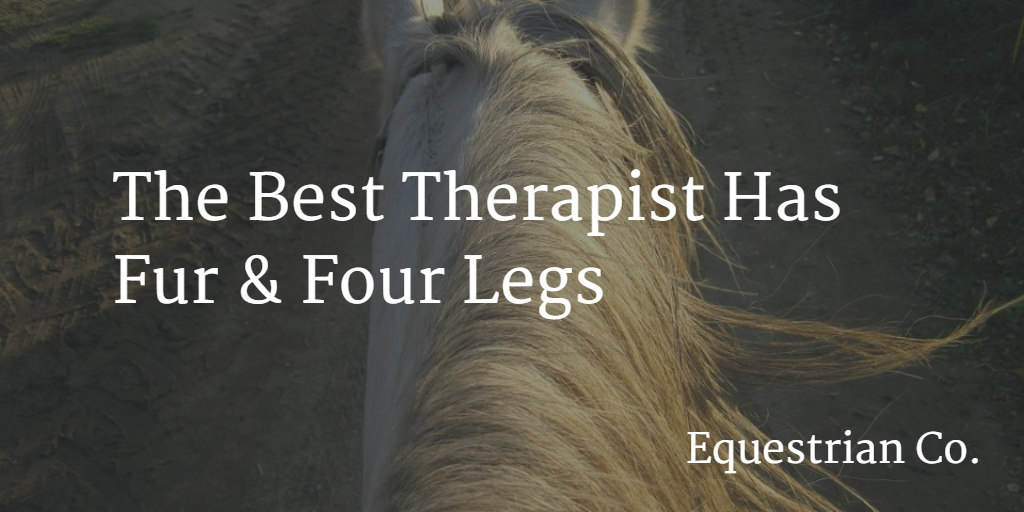 The Best Therapist Has
Fur & Four Legs
Equestrian Co.